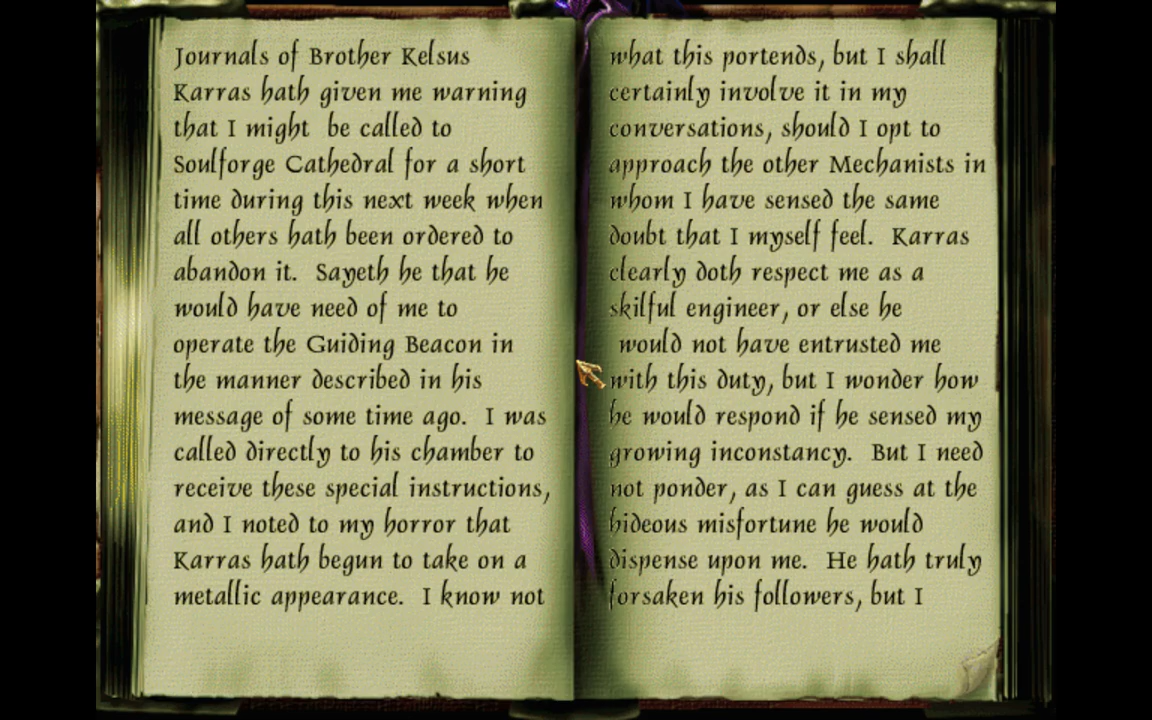 Journals of Brother Kelsus
Karras hath given me warning
that I might  be called to
Soulforge Cathedral for a short
time during this next week when
all others hath been ordered to
abandon it.  Sayeth he that he
would have need of me to
operate the Guiding Beacon in
the manner described in his
message of some time ago.  I was
called directly to his chamber to
receive these special instructions,
and I noted to my horror that
Karras hath begun to take on a
metallic appearance.  I know not
what this portends, but I shall
certainly involve it in my
conversations, should I opt to
approach the other Mechanists in
whom I have sensed the same
doubt that I myself feel.  Karras
clearly doth respect me as a
skilful engineer, or else he
would not have entrusted me
with this duty, but I wonder how
he would respond if he sensed my
growing inconstancy.  But I need
not ponder, as I can guess at the
hideous misfortune he would
dispense upon me.  He hath truly
forsaken his followers, but I